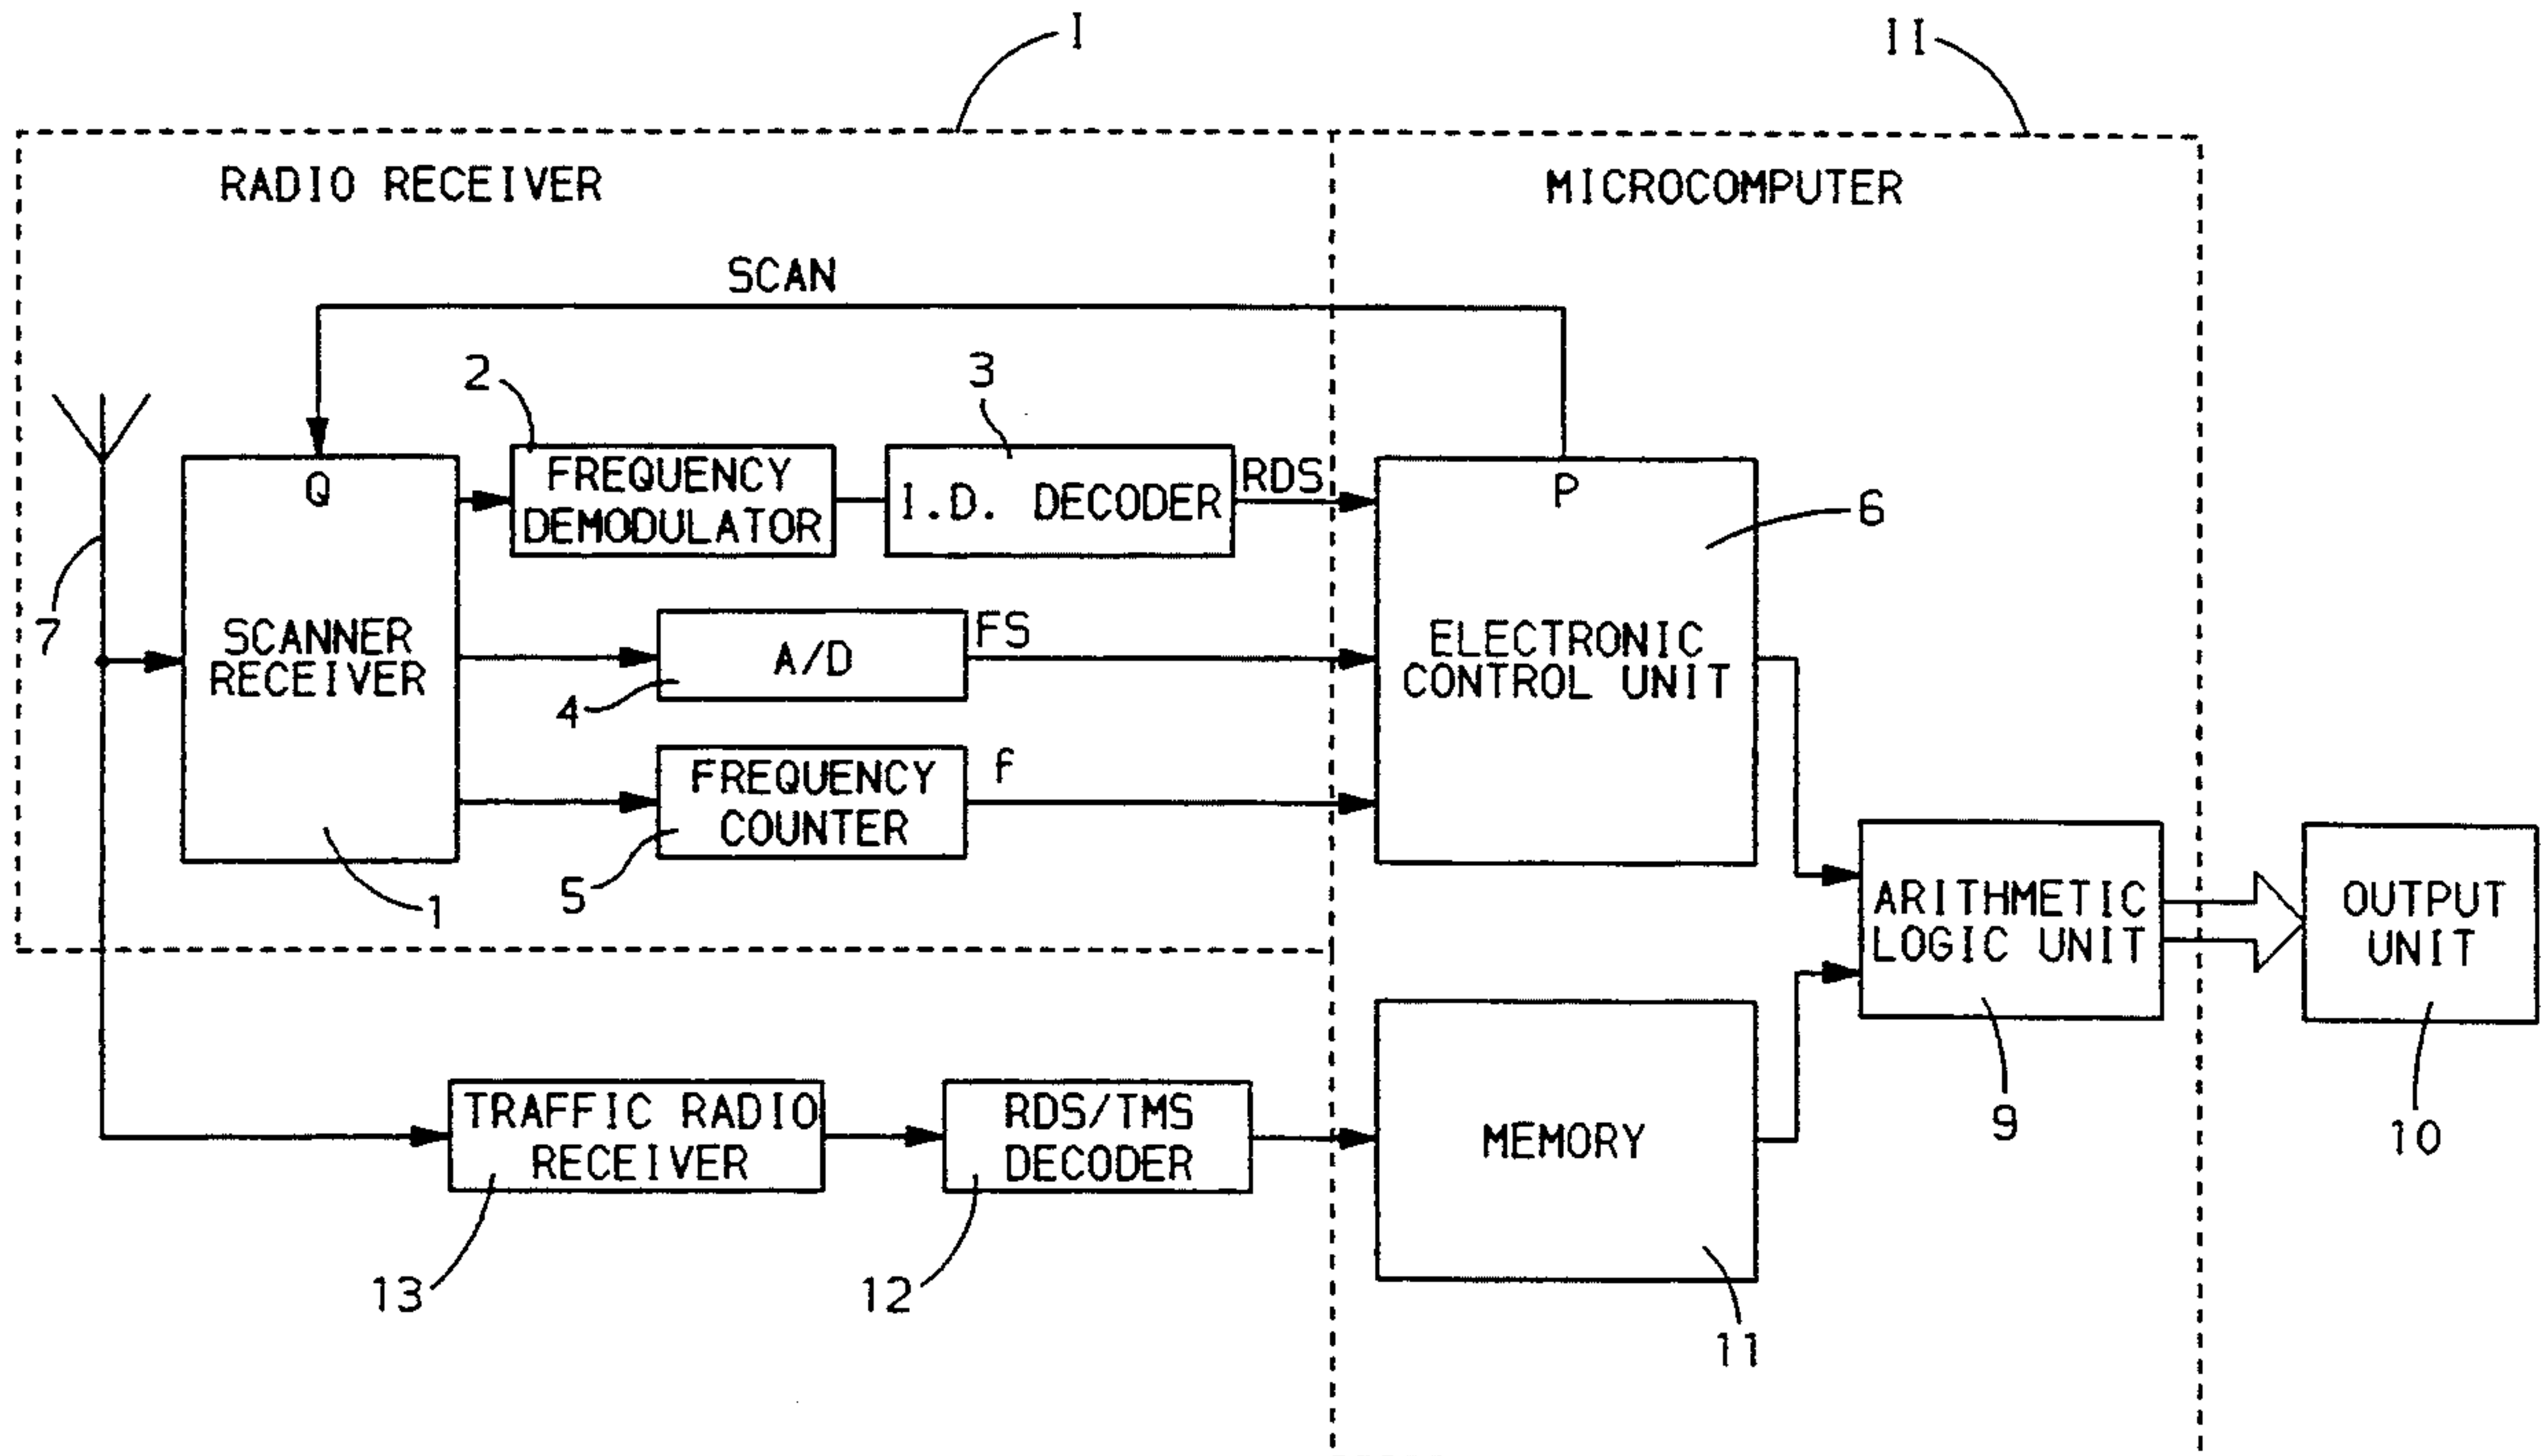 I
II
RADIO RECEIVER
MICROCOMPUTER
SCAN
2
3
Q
FREQUENCY
DEMODULATOR
I.D. DECODER
RDS
P
6
7
SCANNER
RECEIVER
A/D
FS
4
ELECTRONIC
CONTROL UNIT
FREQUENCY
COUNTER
f
5
1
ARITHMETIC
LOGIC UNIT
OUTPUT
UNIT
9
10
TRAFFIC RADIO
RECEIVER
RDS/TMS
DECODER
MEMORY
13
12
11